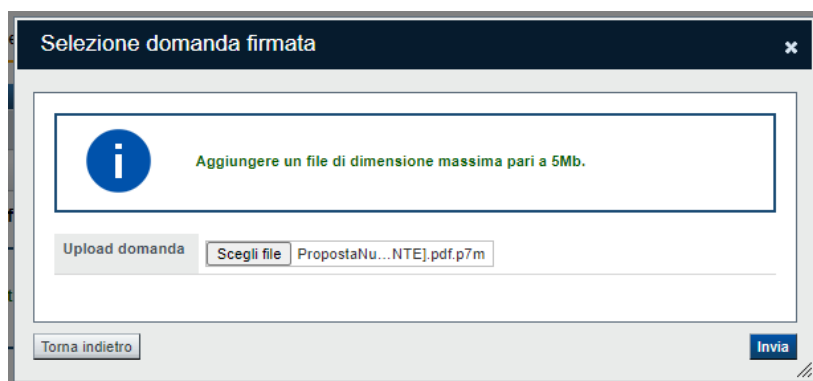 Selezione domanda firmata
Aggiungere un file di dimensione massima pari a 5Mb.
Upload domanda Scegli file PropostaNu...NTE].pdf.p7m
Torna indietro Invia